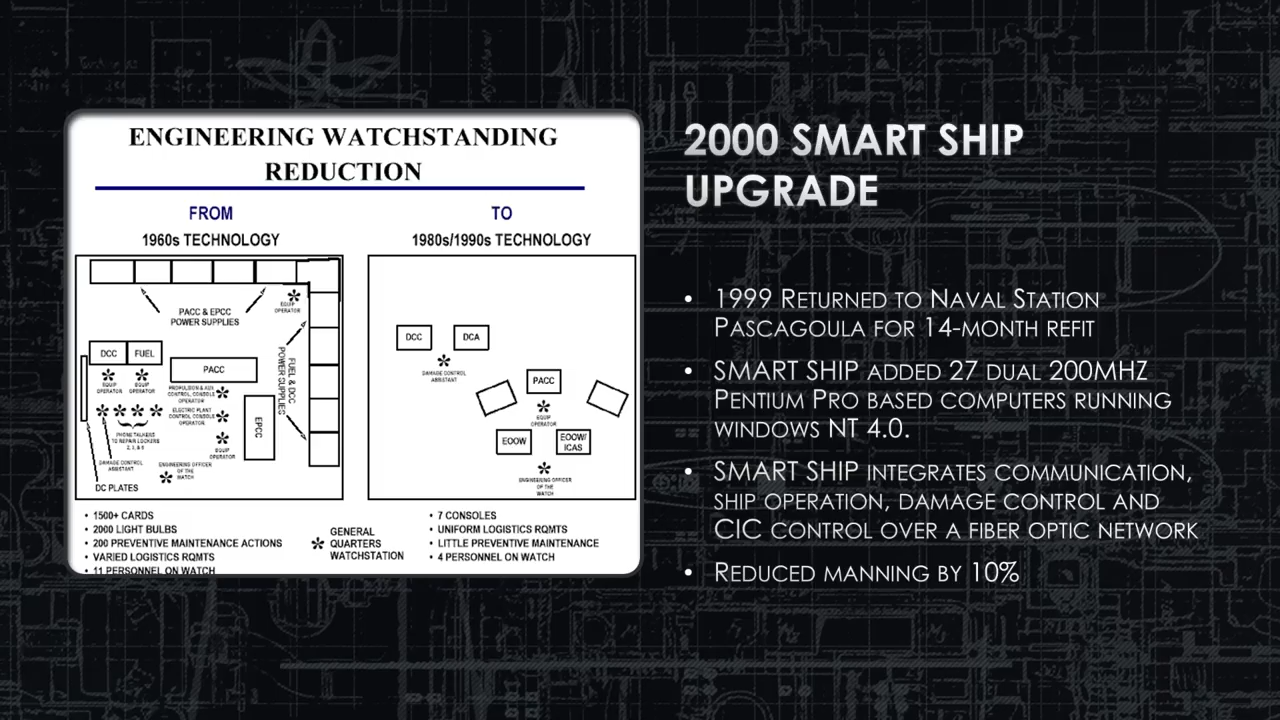 ENGINEERING WATCHSTANDING
REDUCTION
FROM
1960s TECHNOLOGY
PACC & EPCC
POWER SUPPLIES
EQUIP
OPERATOR
FUEL & DCC
POWER SUPPLIES
DCC
FUEL
PACC
EQUIP
OPERATOR
EQUIP
OPERATOR
PROPULSION & AUX
CONTROL CONSOLE
OPERATOR
ELECTRIC PLANT
CONTROL CONSOLE
OPERATOR
EPCC
PHONE TALKERS
TO REPAIR LOCKERS
EQUIP
OPERATOR
DAMAGE CONTROL
ASSISTANT
ENGINEERING OFFICER
OF THE
WATCH
DC PLATES
• 1500+ CARDS
• 2000 LIGHT BULBS
• 200 PREVENTIVE MAINTENANCE ACTIONS
• VARIED LOGISTICS RQMTS
• 11 PERSONNEL ON WATCH
GENERAL
QUARTERS
WATCHSTATION
TO
1980s/1990s TECHNOLOGY
DCC
DCA
DAMAGE CONTROL
ASSISTANT
PACC
EQUIP
OPERATOR
EOOW
EOOW/
ICAS
ENGINEERING OFFICER
OF THE
WATCH
• 7 CONSOLES
• UNIFORM LOGISTICS RQMTS
• LITTLE PREVENTIVE MAINTENANCE
• 4 PERSONNEL ON WATCH
2000 SMART SHIP
UPGRADE
• 1999 RETURNED TO NAVAL STATION
PASCAGOULA FOR 14-MONTH REFIT
• SMART SHIP ADDED 27 DUAL 200MHZ
PENTIUM PRO BASED COMPUTERS RUNNING
WINDOWS NT 4.0.
• SMART SHIP INTEGRATES COMMUNICATION,
SHIP OPERATION, DAMAGE CONTROL AND
CIC CONTROL OVER A FIBER OPTIC NETWORK
• REDUCED MANNING BY 10%